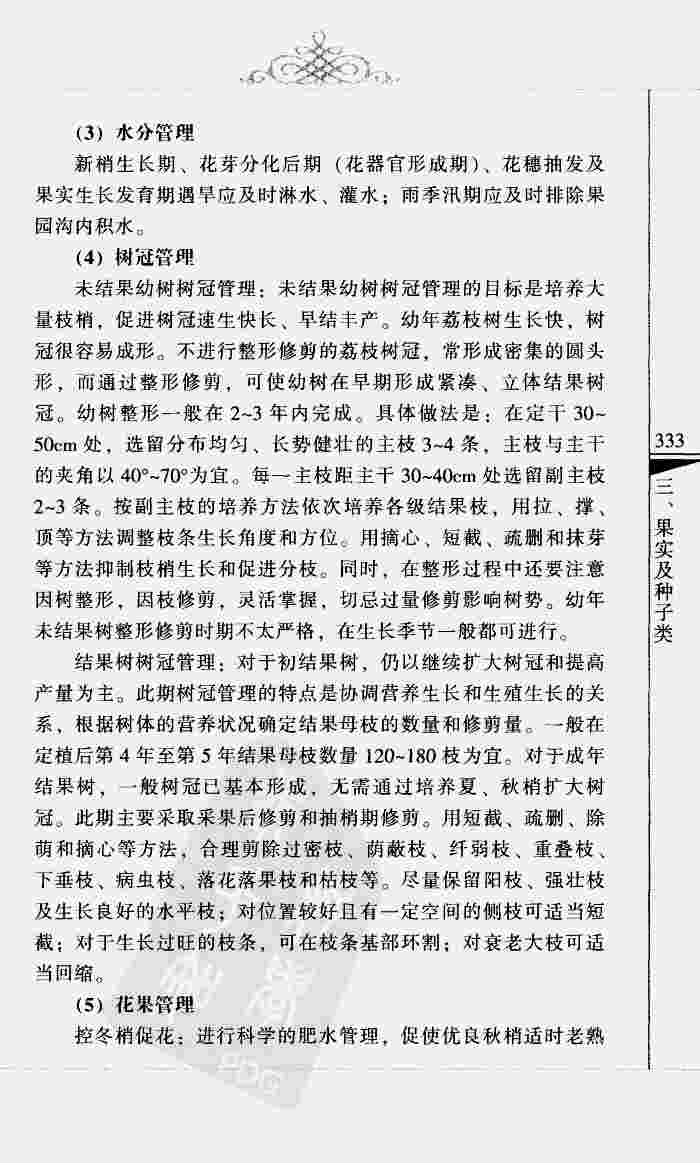 （3）水分管理
新梢生长期、花芽分化后期（花器官形成期）、花穗抽发及
果实生长发育期遇旱应及时淋水、灌水；雨季汛期应及时排除果
园沟内积水。
（4）树冠管理
未结果幼树树冠管理：未结果幼树树冠管理的目标是培养大
量枝梢，促进树冠速生快长、早结丰产。幼年荔枝树生长快，树
冠很容易成形。不进行整形修剪的荔枝树冠，常形成密集的圆头
形，而通过整形修剪，可使幼树在早期形成紧凑、立体结果树
冠。幼树整形一般在 2~3 年内完成。具体做法是：在定干 30~
50cm 处，选留分布均匀、长势健壮的主枝 3~4 条，主枝与主干
的夹角以 40°~70°为宜。每一主枝距主干 30~40cm 处选留副主枝
2~3 条。按副主枝的培养方法依次培养各级结果枝，用拉、撑、
顶等方法调整枝条生长角度和方位。用摘心、短截、疏删和抹芽
等方法抑制枝梢生长和促进分枝。同时，在整形过程中还要注意
因树整形，因枝修剪，灵活掌握，切忌过量修剪影响树势。幼年
未结果树整形修剪时期不太严格，在生长季节一般都可进行。
结果树树冠管理：对于初结果树，仍以继续扩大树冠和提高
产量为主。此期树冠管理的特点是协调营养生长和生殖生长的关
系，根据树体的营养状况确定结果母枝的数量和修剪量。一般在
定植后第 4 年至第 5 年结果母枝数量 120~180 枝为宜。对于成年
结果树，一般树冠已基本形成，无需通过培养夏、秋梢扩大树
冠。此期主要采取采果后修剪和抽梢期修剪。用短截、疏删、除
萌和摘心等方法，合理剪除过密枝、荫蔽枝、纤弱枝、重叠枝、
下垂枝、病虫枝、落花落果枝和枯枝等。尽量保留阳枝、强壮枝
及生长良好的水平枝；对位置较好且有一定空间的侧枝可适当短
截；对于生长过旺的枝条，可在枝条基部环割；对衰老大枝可适
当回缩。
（5）花果管理
控冬梢促花：进行科学的肥水管理，促使优良秋梢适时老熟
333
三、果实及种子类
PDG